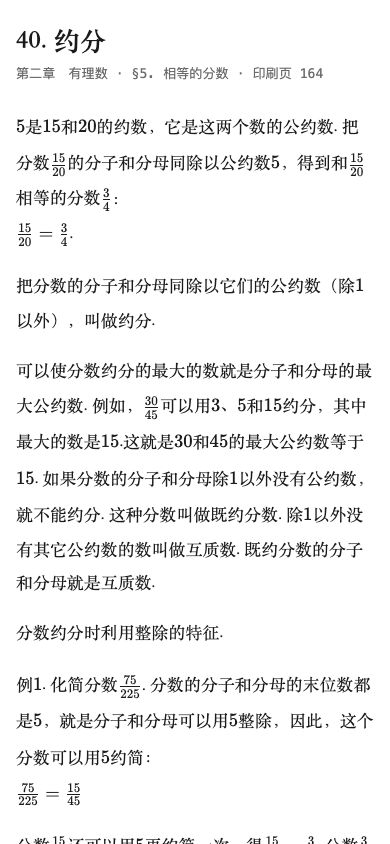 40. 约分
第二章 有理数 · §5. 相等的分数 · 印刷页 164
5是15和20的约数，它是这两个数的公约数. 把
分数15/20的分子和分母同除以公约数5，得到和15/20
相等的分数3/4：
15/20 = 3/4.
把分数的分子和分母同除以它们的公约数（除1
以外），叫做约分.
可以使分数约分的最大的数就是分子和分母的最
大公约数. 例如，30/45可以用3、5和15约分，其中
最大的数是15.这就是30和45的最大公约数等于
15. 如果分数的分子和分母除1以外没有公约数，
就不能约分. 这种分数叫做既约分数. 除1以外没
有其它公约数的数叫做互质数. 既约分数的分子
和分母就是互质数.
分数约分时利用整除的特征.
例1. 化简分数75/225. 分数的分子和分母的末位数都
是5，就是分子和分母可以用5整除，因此，这个
分数可以用5约简：
75/225 = 15/45